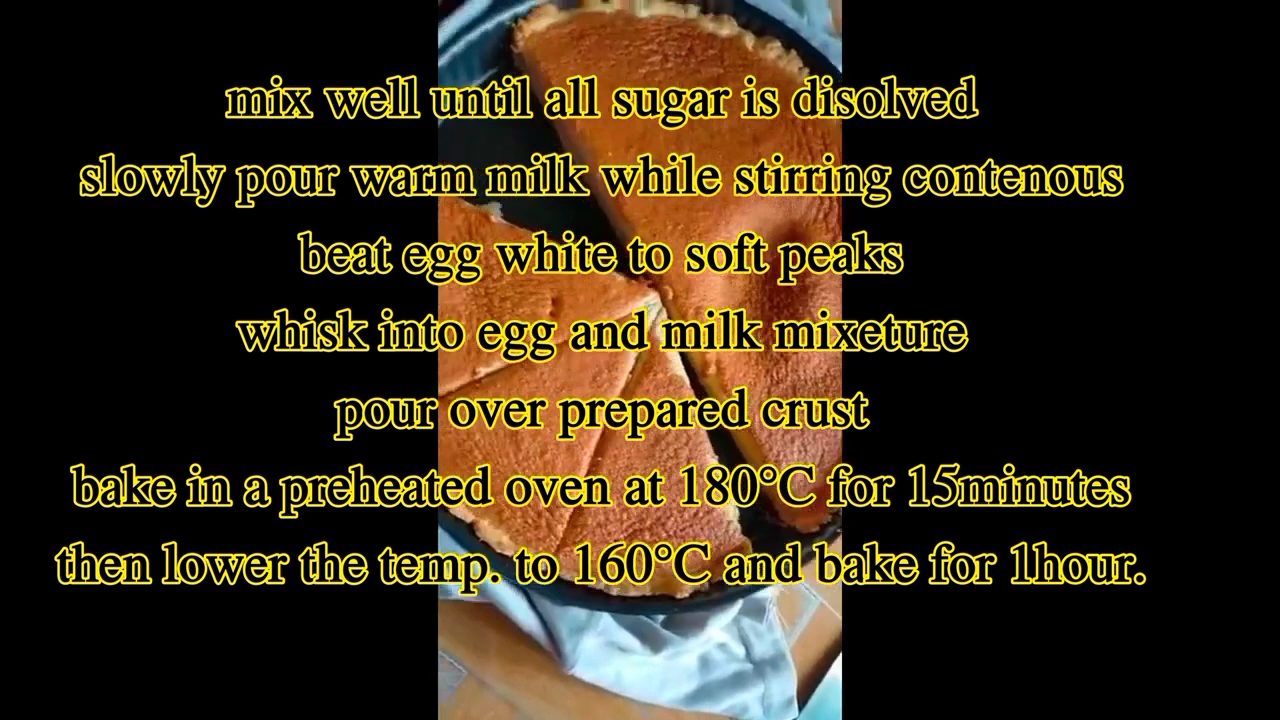 mix well until all sugar is disolved
slowly pour warm milk while stirring contenous
beat egg white to soft peaks
whisk into egg and milk mixeture
pour over prepared crust
bake in a preheated oven at 180°C for 15minutes
then lower the temp. to 160°C and bake for 1hour.